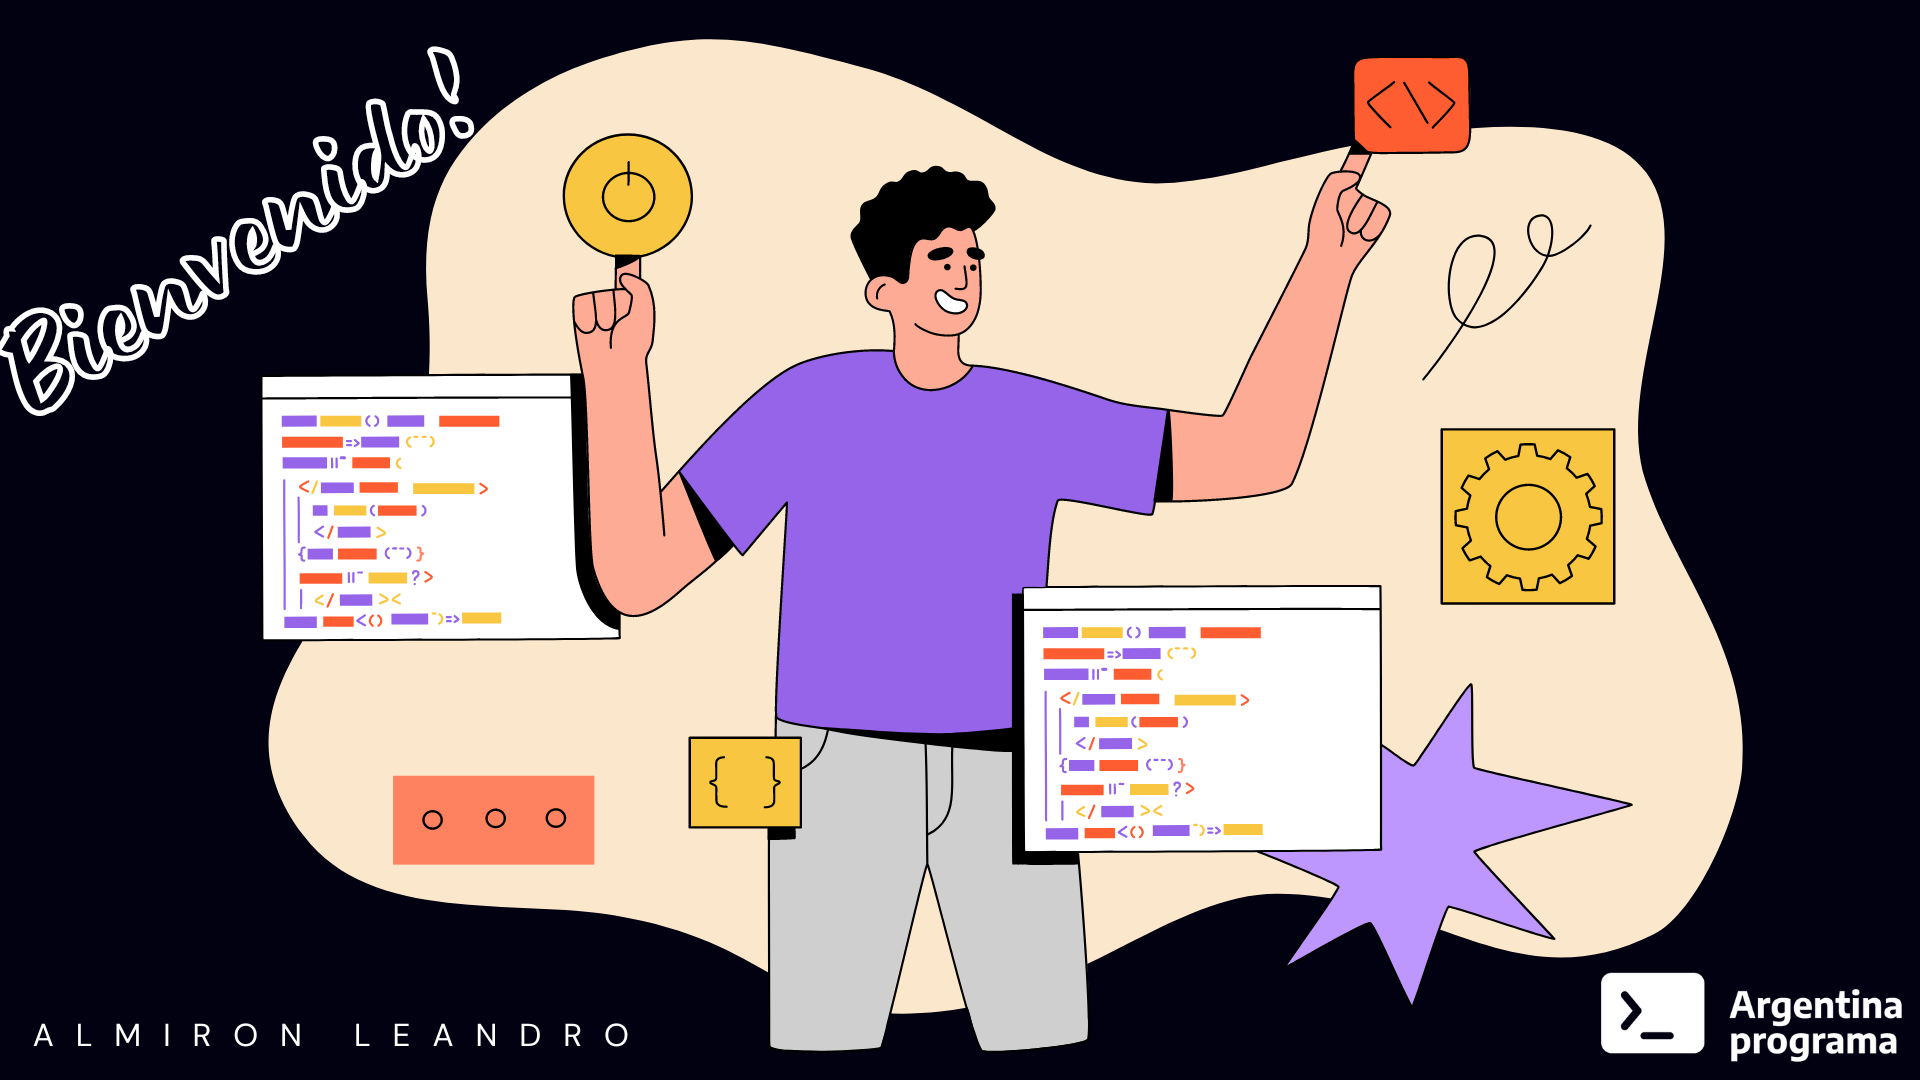 Bienvenido!
</>
{ }
ALMIRON LEANDRO
>_
Argentina
programa